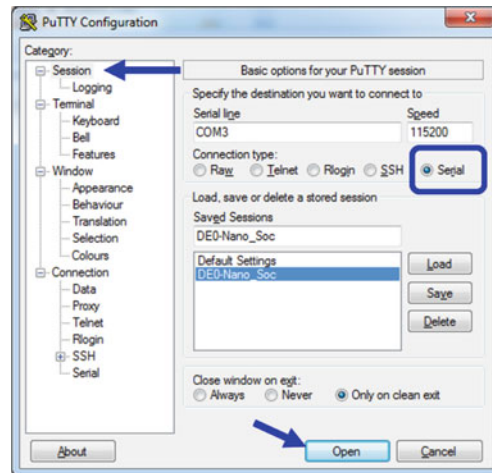 PuTTY Configuration
Category:
Session
Logging
Terminal
Keyboard
Bell
Features
Window
Appearance
Behaviour
Translation
Selection
Colours
Connection
Data
Proxy
Telnet
Rlogin
SSH
Serial
Basic options for your PuTTY session
Specify the destination you want to connect to
Serial line Speed
COM3 115200
Connection type:
Raw Telnet Rlogin SSH Serial
Load, save or delete a stored session
Saved Sessions
DE0-Nano_Soc
Default Settings
DE0-Nano_Soc
Load
Save
Delete
Close window on exit:
Always Never Only on clean exit
About Open Cancel